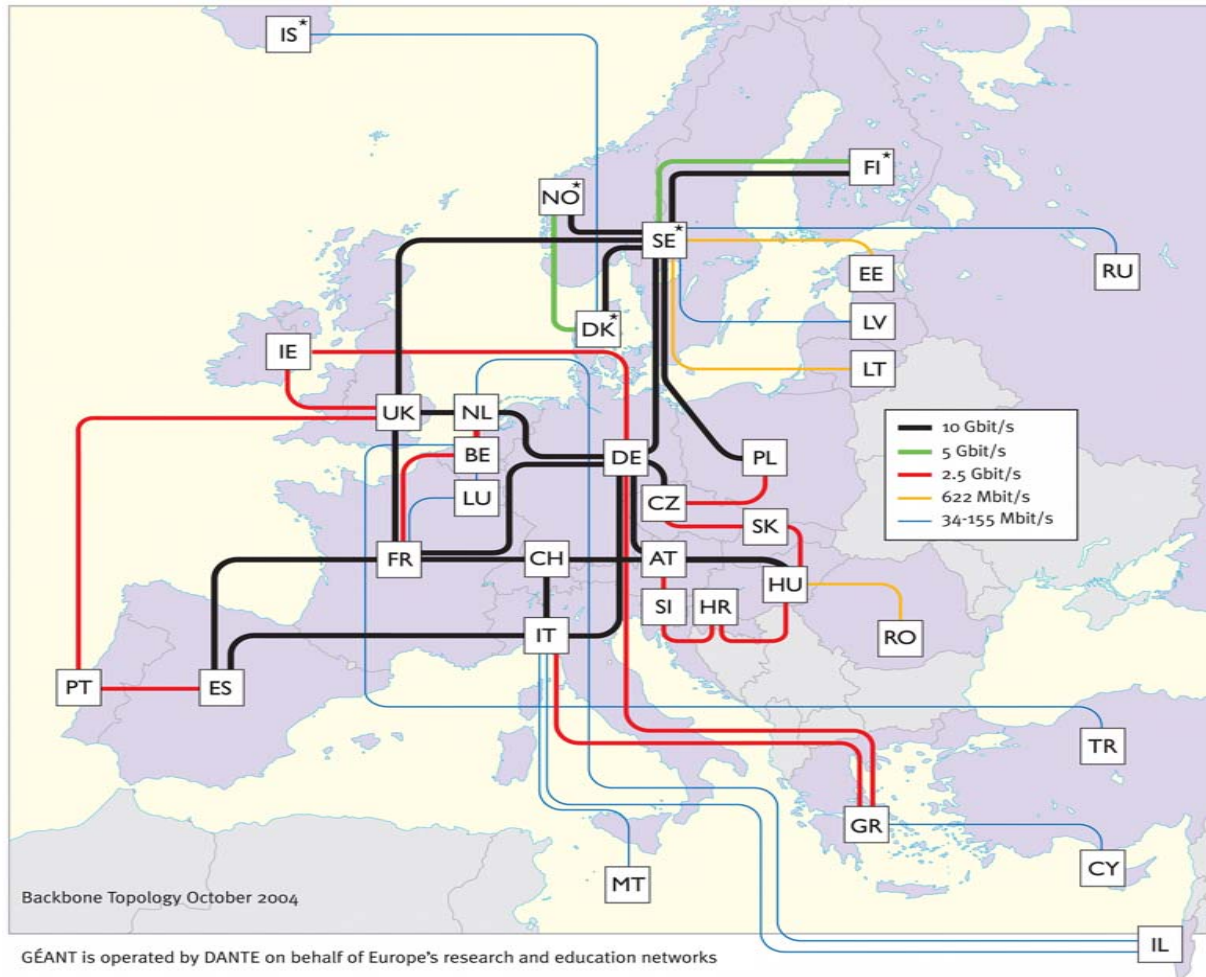 IS*
FI*
NO*
SE*
RU
EE
DK*
LV
IE
LT
UK
NL
10 Gbit/s
5 Gbit/s
2.5 Gbit/s
622 Mbit/s
34-155 Mbit/s
BE
DE
PL
LU
CZ
SK
FR
CH
AT
HU
SI
HR
RO
IT
PT
ES
TR
GR
CY
MT
Backbone Topology October 2004
IL
GÉANT is operated by DANTE on behalf of Europe's research and education networks